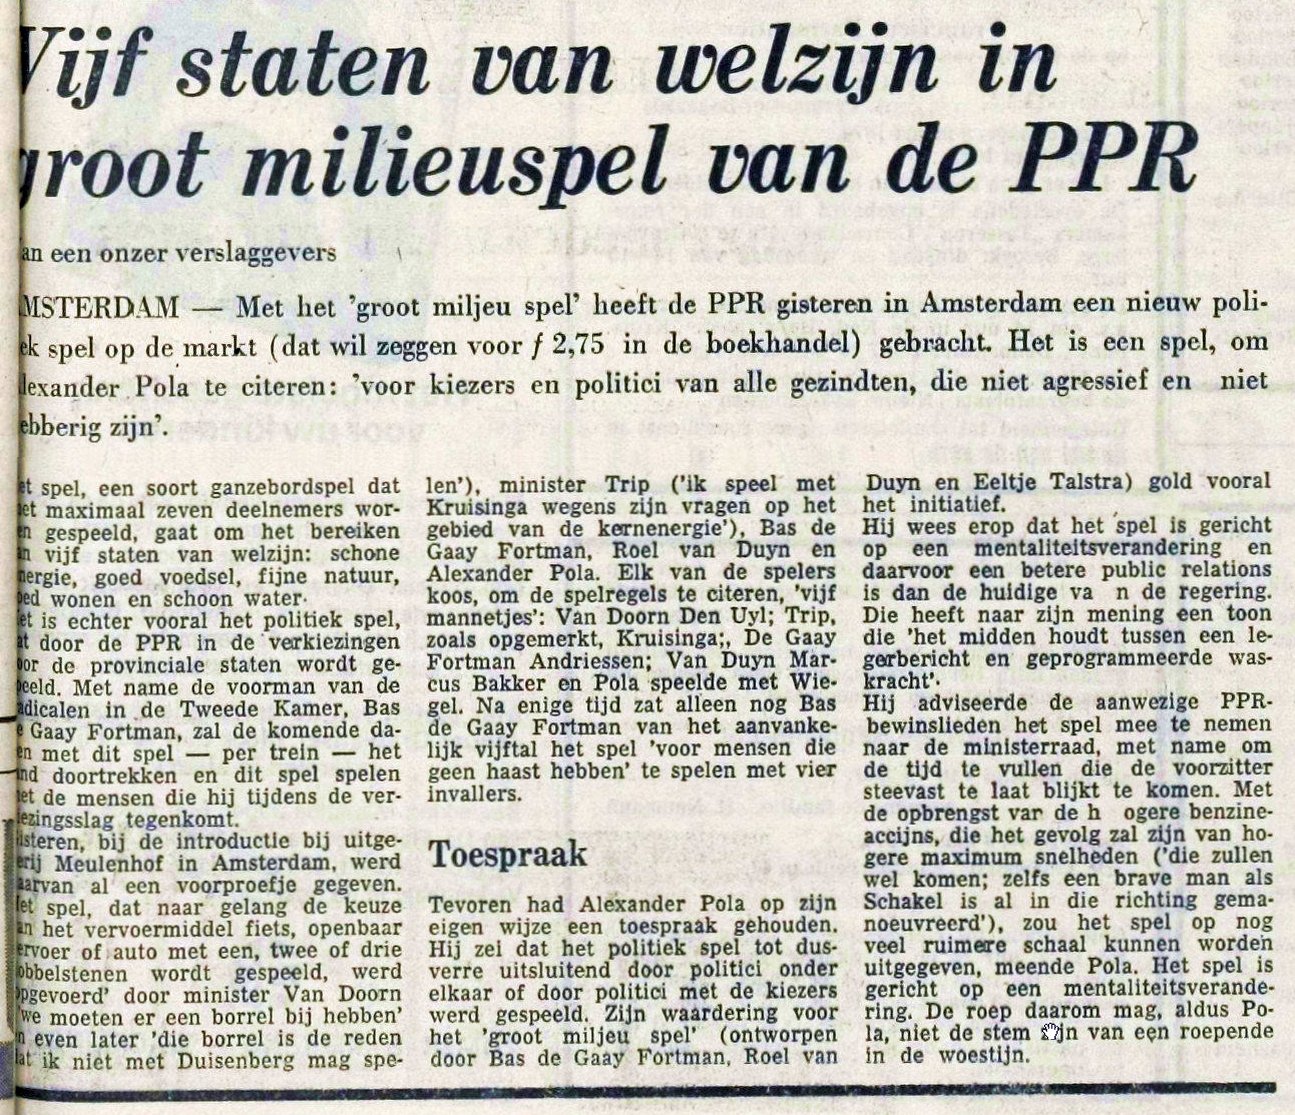 Vijf staten van welzijn in
groot milieuspel van de PPR
an een onzer verslaggevers
MSTERDAM — Met het 'groot miljeu spel' heeft de PPR gisteren in Amsterdam een nieuw poli-
ek spel op de markt (dat wil zeggen voor ƒ 2,75 in de boekhandel) gebracht. Het is een spel, om
lexander Pola te citeren: 'voor kiezers en politici van alle gezindten, die niet agressief en niet
ebberig zijn'.
et spel, een soort ganzebordspel dat
et maximaal zeven deelnemers wor-
en gespeeld, gaat om het bereiken
an vijf staten van welzijn: schone
nergie, goed voedsel, fijne natuur,
oed wonen en schoon water.
et is echter vooral het politiek spel,
at door de PPR in de verkiezingen
oor de provinciale staten wordt ge-
peeld. Met name de voorman van de
adicalen in de Tweede Kamer, Bas
e Gaay Fortman, zal de komende da-
en met dit spel — per trein — het
and doortrekken en dit spel spelen
et de mensen die hij tijdens de ver-
iezingsslag tegenkomt.
isteren, bij de introductie bij uitge-
erij Meulenhof in Amsterdam, werd
aarvan al een voorproefje gegeven.
et spel, dat naar gelang de keuze
an het vervoermiddel fiets, openbaar
ervoer of auto met een, twee of drie
obbelstenen wordt gespeeld, werd
opgevoerd' door minister Van Doorn
'we moeten er een borrel bij hebben'
n even later 'die borrel is de reden
at ik niet met Duisenberg mag spe-
len'), minister Trip ('ik speel met
Kruisinga wegens zijn vragen op het
gebied van de kernenergie'), Bas de
Gaay Fortman, Roel van Duyn en
Alexander Pola. Elk van de spelers
koos, om de spelregels te citeren, 'vijf
mannetjes': Van Doorn Den Uyl; Trip,
zoals opgemerkt, Kruisinga;, De Gaay
Fortman Andriessen; Van Duyn Mar-
cus Bakker en Pola speelde met Wie-
gel. Na enige tijd zat alleen nog Bas
de Gaay Fortman van het aanvanke-
lijk vijftal het spel 'voor mensen die
geen haast hebben' te spelen met vier
invallers.
Toespraak
Tevoren had Alexander Pola op zijn
eigen wijze een toespraak gehouden.
Hij zei dat het politiek spel tot dus-
verre uitsluitend door politici onder
elkaar of door politici met de kiezers
werd gespeeld. Zijn waardering voor
het 'groot miljeu spel' (ontworpen
door Bas de Gaay Fortman, Roel van
Duyn en Eeltje Talstra) gold vooral
het initiatief.
Hij wees erop dat het spel is gericht
op een mentaliteitsverandering en
daarvoor een betere public relations
is dan de huidige va n de regering.
Die heeft naar zijn mening een toon
die 'het midden houdt tussen een le-
gerbericht en geprogrammeerde was-
kracht'.
Hij adviseerde de aanwezige PPR-
bewinslieden het spel mee te nemen
naar de ministerraad, met name om
de tijd te vullen die de voorzitter
steevast te laat blijkt te komen. Met
de opbrengst var de h ogere benzine-
accijns, die het gevolg zal zijn van ho-
gere maximum snelheden ('die zullen
wel komen; zelfs een brave man als
Schakel is al in die richting gema-
noeuvreerd'), zou het spel op nog
veel ruimere schaal kunnen worden
uitgegeven, meende Pola. Het spel is
gericht op een mentaliteitsverande-
ring. De roep daarom mag, aldus Po-
la, niet de stem zijn van een roepende
in de woestijn.